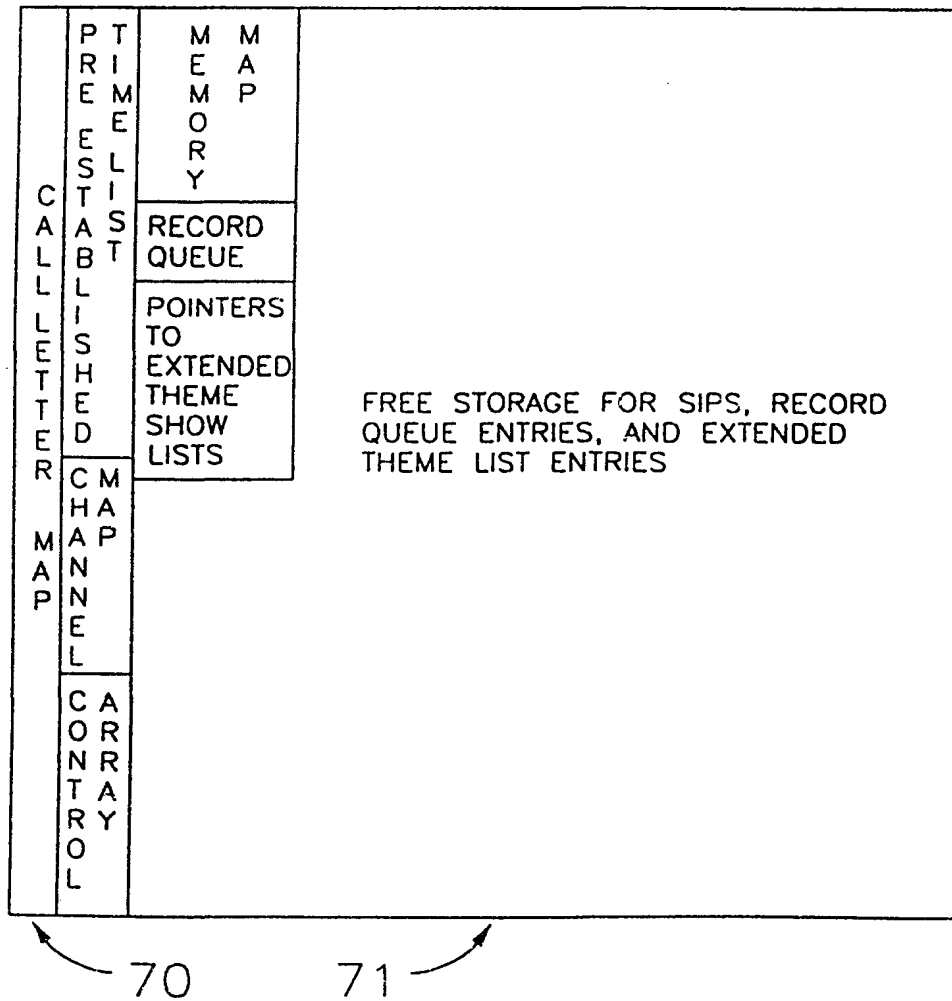 CALL LETTER MAP
PRE ESTABLISHED
TIME LIST
CHANNEL
MAP
CONTROL
ARRAY
MEMORY
MAP
RECORD
QUEUE
POINTERS
TO
EXTENDED
THEME
SHOW
LISTS
FREE STORAGE FOR SIPS, RECORD
QUEUE ENTRIES, AND EXTENDED
THEME LIST ENTRIES
70
71